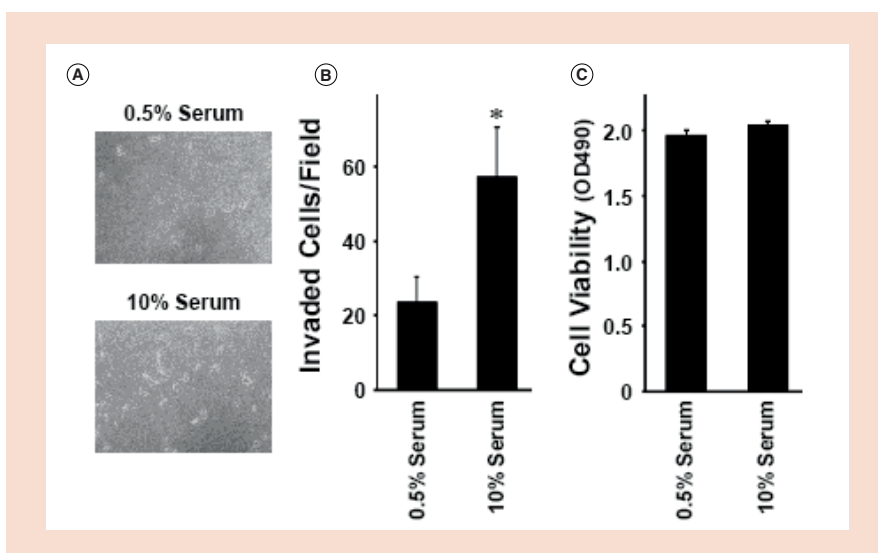 A
0.5% Serum
10% Serum
B
Invaded Cells/Field
60
40
20
0
*
0.5% Serum
10% Serum
C
Cell Viability (OD490)
2.0
1.5
1.0
0.5
0
0.5% Serum
10% Serum